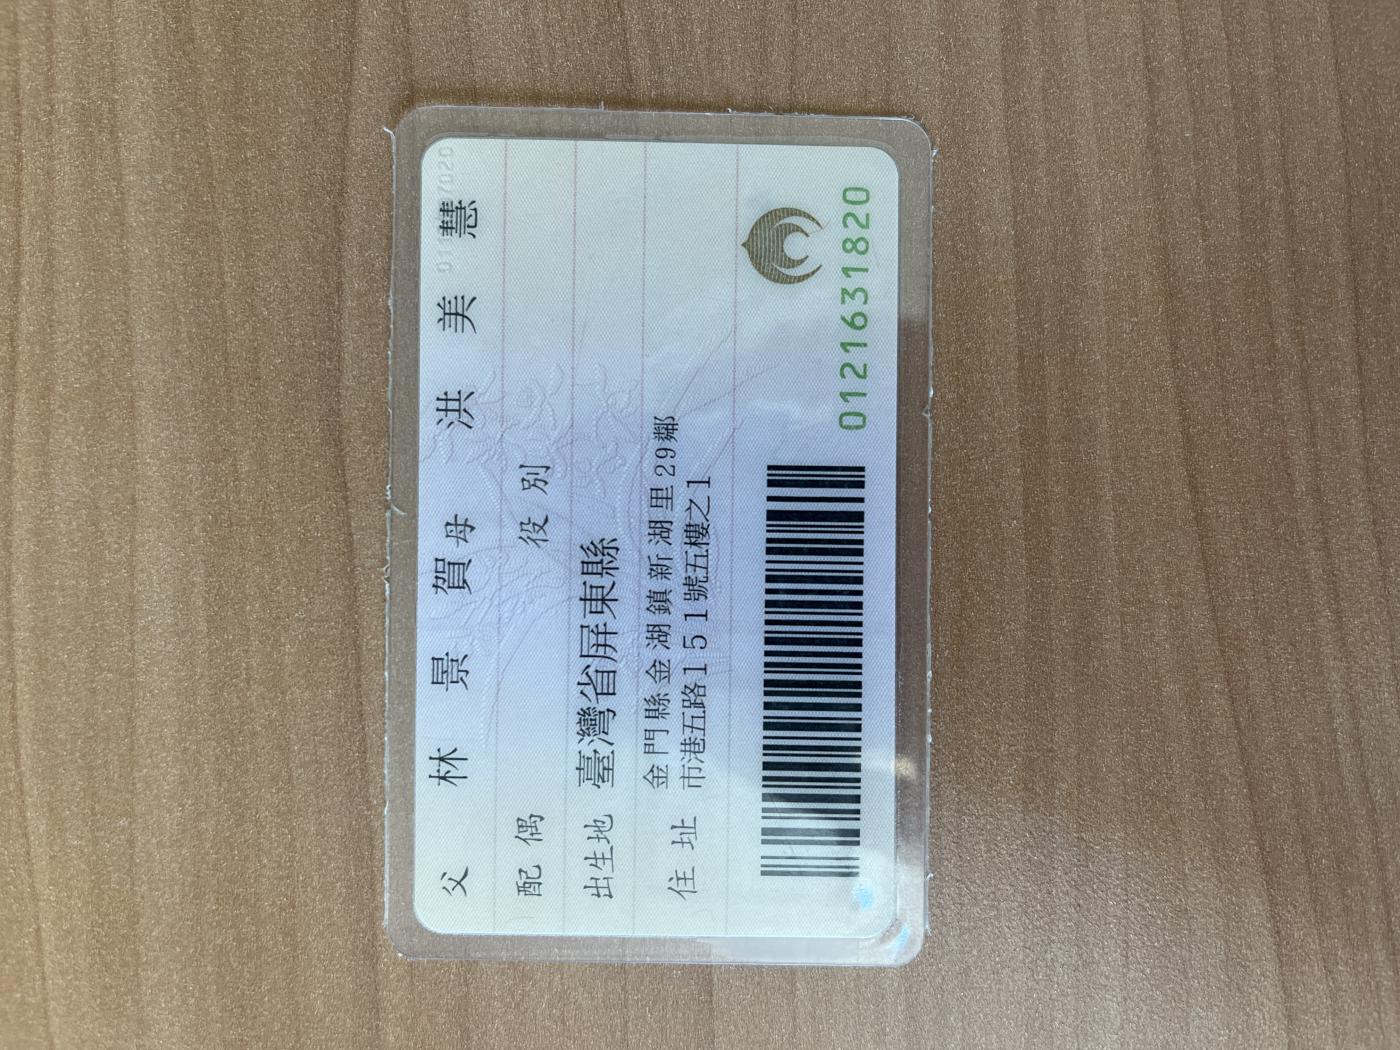 父 林景賀 母 洪美慧
配偶 役別
出生地 臺灣省屏東縣
住址 金門縣金湖鎮新湖里29鄰
市港五路151號五樓之1
0121631820